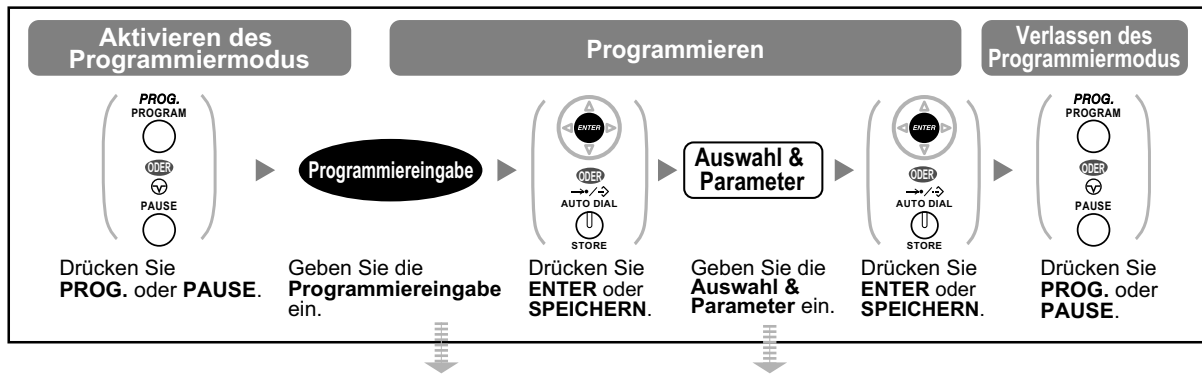 Aktivieren des
Programmiermodus
Programmieren
Verlassen des
Programmiermodus
PROG.
PROGRAM
ODER
PAUSE
Programmiereingabe
ENTER
ODER
AUTO DIAL
STORE
Auswahl &
Parameter
ENTER
ODER
AUTO DIAL
STORE
PROG.
PROGRAM
ODER
PAUSE
Drücken Sie
PROG. oder PAUSE.
Geben Sie die
Programmiereingabe
ein.
Drücken Sie
ENTER oder
SPEICHERN.
Geben Sie die
Auswahl &
Parameter ein.
Drücken Sie
ENTER oder
SPEICHERN.
Drücken Sie
PROG. oder
PAUSE.